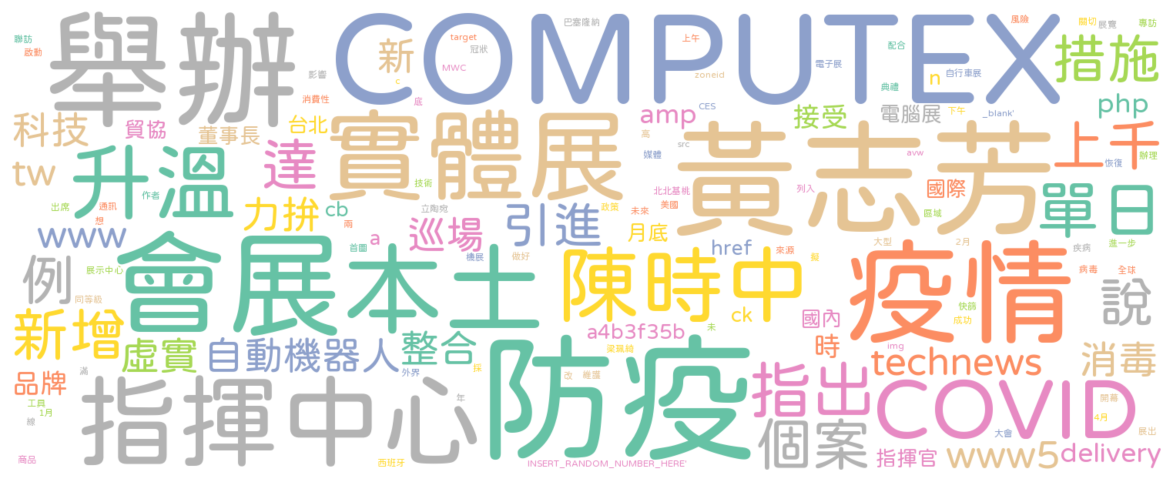 聯訪
啟動
舉辦
影響
消費性
新
c
底
target
冠狀
MWC
COMPUTEX
巴塞隆納
上午
zoneid
CES
電子展
配合
典禮
n
自行車展
下午
_blank'
風險
關切
展覽
專訪
措施
php
科技
tw
貿協
董事長
台北
升溫
作者
達
實體展
技術
amp
高
媒體
src
接受
電腦展
黃志芳
avw
國際
上千
恢復
辦理
單日
進一步
出席
通訊
想
www
力拚
cb
兩
a
首圖
立陶宛
巡場
機展
引進
做好
政策
未來
月底
北北基桃
美國
href
列入
來源
區域
大型
2月
疾病
例
展示中心
同等級
會展
本土
陳時中
ck
疫情
病毒
全球
說
新增
虛實
自動機器人
整合
外界
a4b3f35b
未
梁珮綺
國內
時
img
快篩
成功
technews
消毒
品牌
滿
工具
1月
指揮中心
年
西班牙
商品
防疫
改
INSERT_RANDOM_NUMBER_HERE'
指出
個案
COVID
指揮官
大會
www5
4月
開幕
展出
delivery